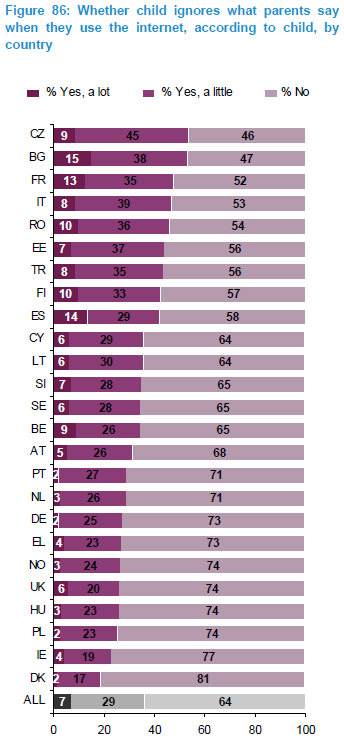 Figure 86: Whether child ignores what parents say
when they use the internet, according to child, by
country
% Yes, a lot % Yes, a little % No
CZ 9 45 46
BG 15 38 47
FR 13 35 52
IT 8 39 53
RO 10 36 54
EE 7 37 56
TR 8 35 56
FI 10 33 57
ES 14 29 58
CY 6 29 64
LT 6 30 64
SI 7 28 65
SE 6 28 65
BE 9 26 65
AT 5 26 68
PT 2 27 71
NL 3 26 71
DE 2 25 73
EL 4 23 73
NO 3 24 74
UK 6 20 74
HU 3 23 74
PL 2 23 74
IE 4 19 77
DK 2 17 81
ALL 7 29 64
0 20 40 60 80 100